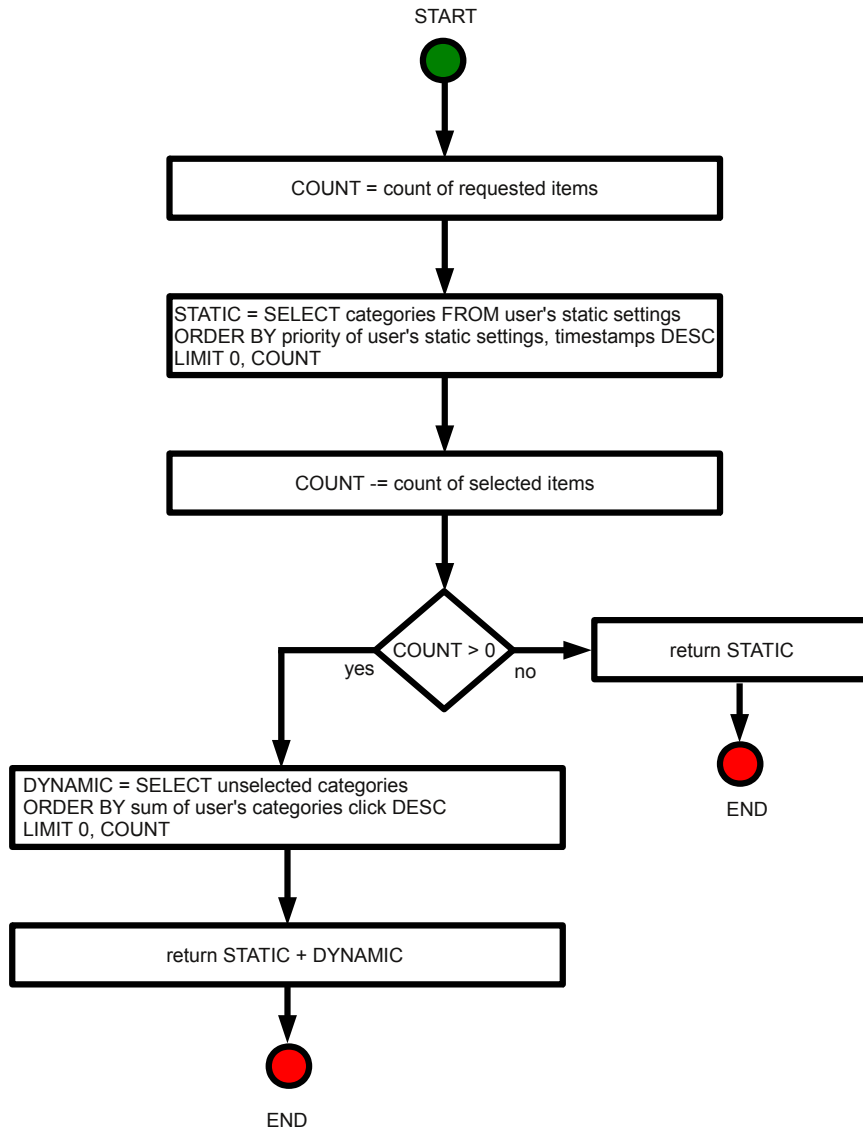 START
COUNT = count of requested items
STATIC = SELECT categories FROM user's static settings
ORDER BY priority of user's static settings, timestamps DESC
LIMIT 0, COUNT
COUNT -= count of selected items
COUNT > 0
yes
no
return STATIC
END
DYNAMIC = SELECT unselected categories
ORDER BY sum of user's categories click DESC
LIMIT 0, COUNT
return STATIC + DYNAMIC
END